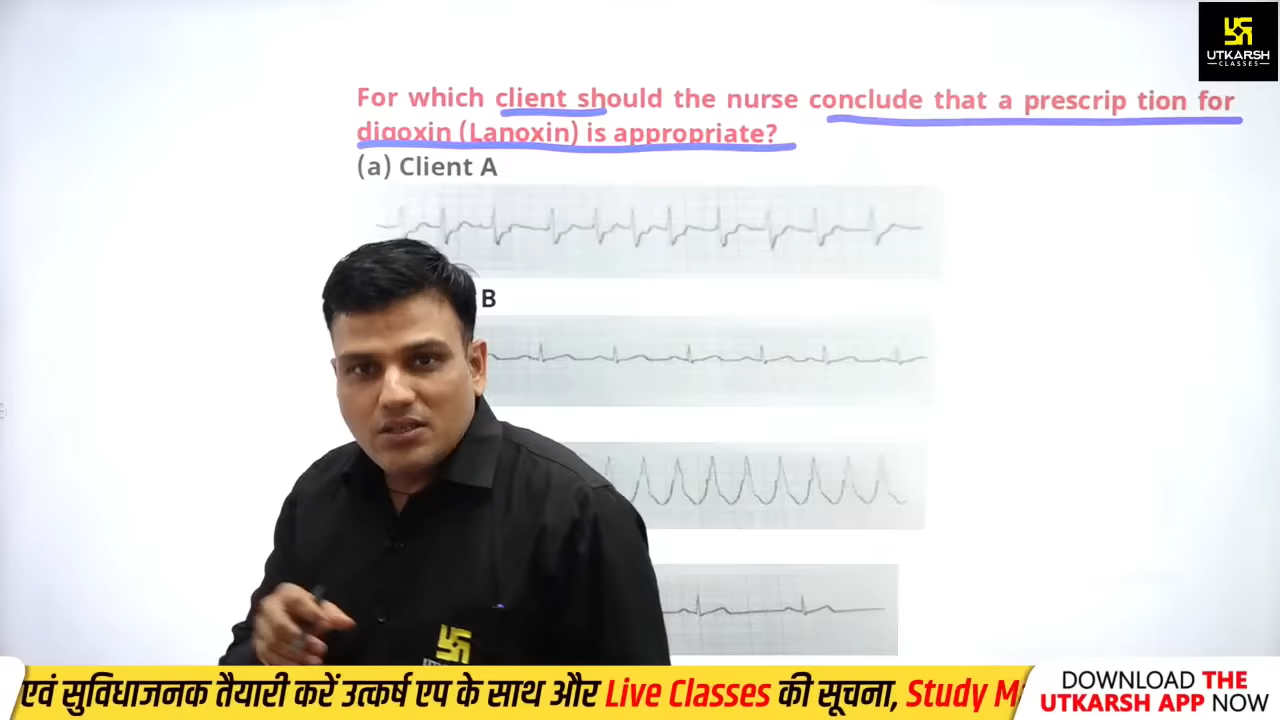 UTKARSH
CLASSES
For which client should the nurse conclude that a prescrip tion for
digoxin (Lanoxin) is appropriate?
(a) Client A
B
एवं सुविधाजनक तैयारी करें उत्कर्ष एप के साथ और Live Classes की सूचना, Study
DOWNLOAD THE
UTKARSH APP NOW